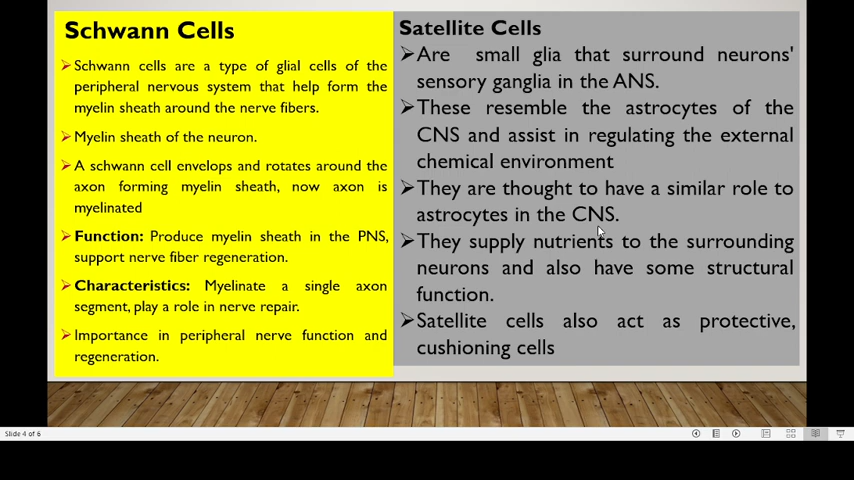 Schwann Cells
➢Schwann cells are a type of glial cells of the
peripheral nervous system that help form the
myelin sheath around the nerve fibers.
➢Myelin sheath of the neuron.
➢A schwann cell envelops and rotates around the
axon forming myelin sheath, now axon is
myelinated
➢Function: Produce myelin sheath in the PNS,
support nerve fiber regeneration.
➢Characteristics: Myelinate a single axon
segment, play a role in nerve repair.
➢Importance in peripheral nerve function and
regeneration.
Satellite Cells
➢Are small glia that surround neurons'
sensory ganglia in the ANS.
➢These resemble the astrocytes of the
CNS and assist in regulating the external
chemical environment
➢They are thought to have a similar role to
astrocytes in the CNS.
➢They supply nutrients to the surrounding
neurons and also have some structural
function.
➢Satellite cells also act as protective,
cushioning cells
Slide 4 of 6